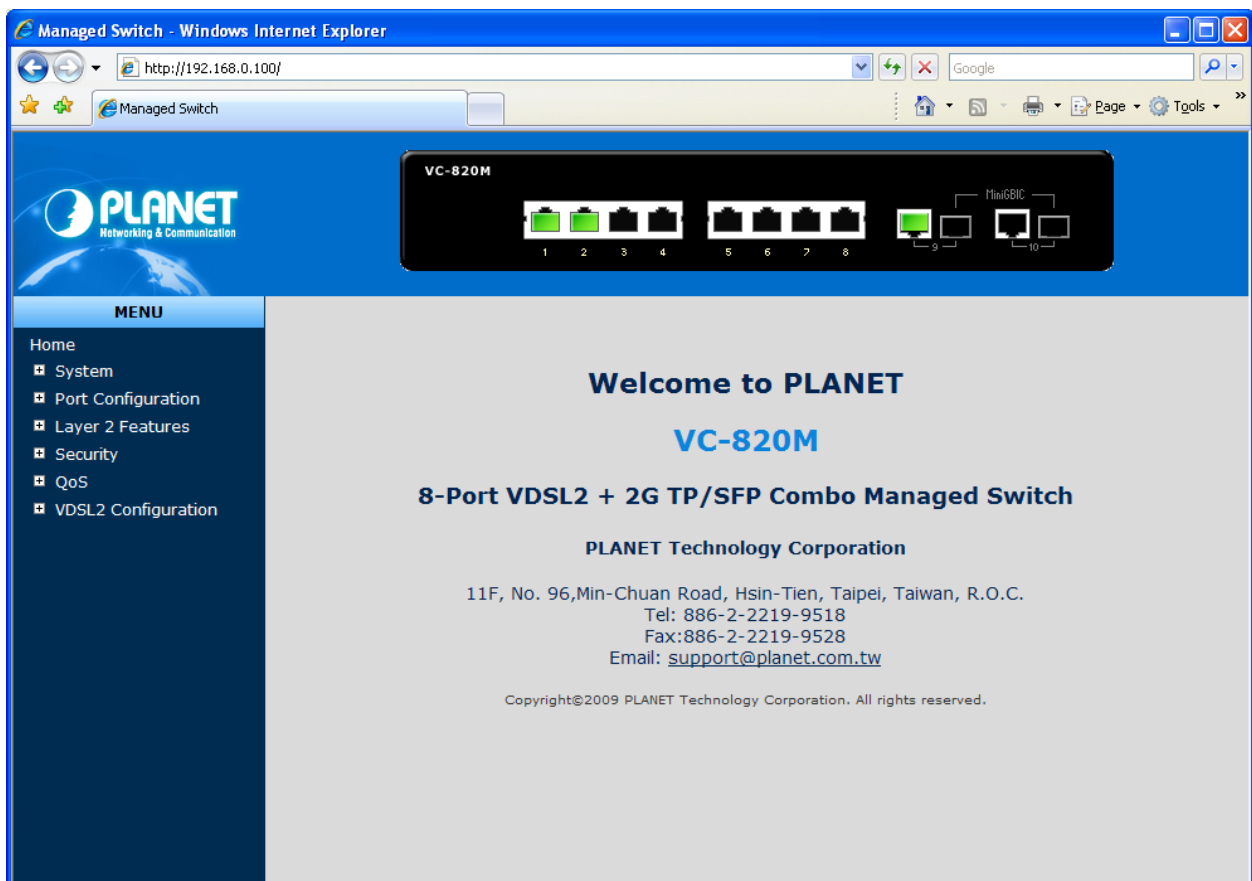 Managed Switch - Windows Internet Explorer
http://192.168.0.100/
Google
Managed Switch
Page
Tools
»
PLANET
Networking & Communication
VC-820M
MiniGBIC
1 2 3 4 5 6 7 8 9 10
MENU
Home
System
Port Configuration
Layer 2 Features
Security
QoS
VDSL2 Configuration
Welcome to PLANET
VC-820M
8-Port VDSL2 + 2G TP/SFP Combo Managed Switch
PLANET Technology Corporation
11F, No. 96,Min-Chuan Road, Hsin-Tien, Taipei, Taiwan, R.O.C.
Tel: 886-2-2219-9518
Fax:886-2-2219-9528
Email: support@planet.com.tw
Copyright©2009 PLANET Technology Corporation. All rights reserved.